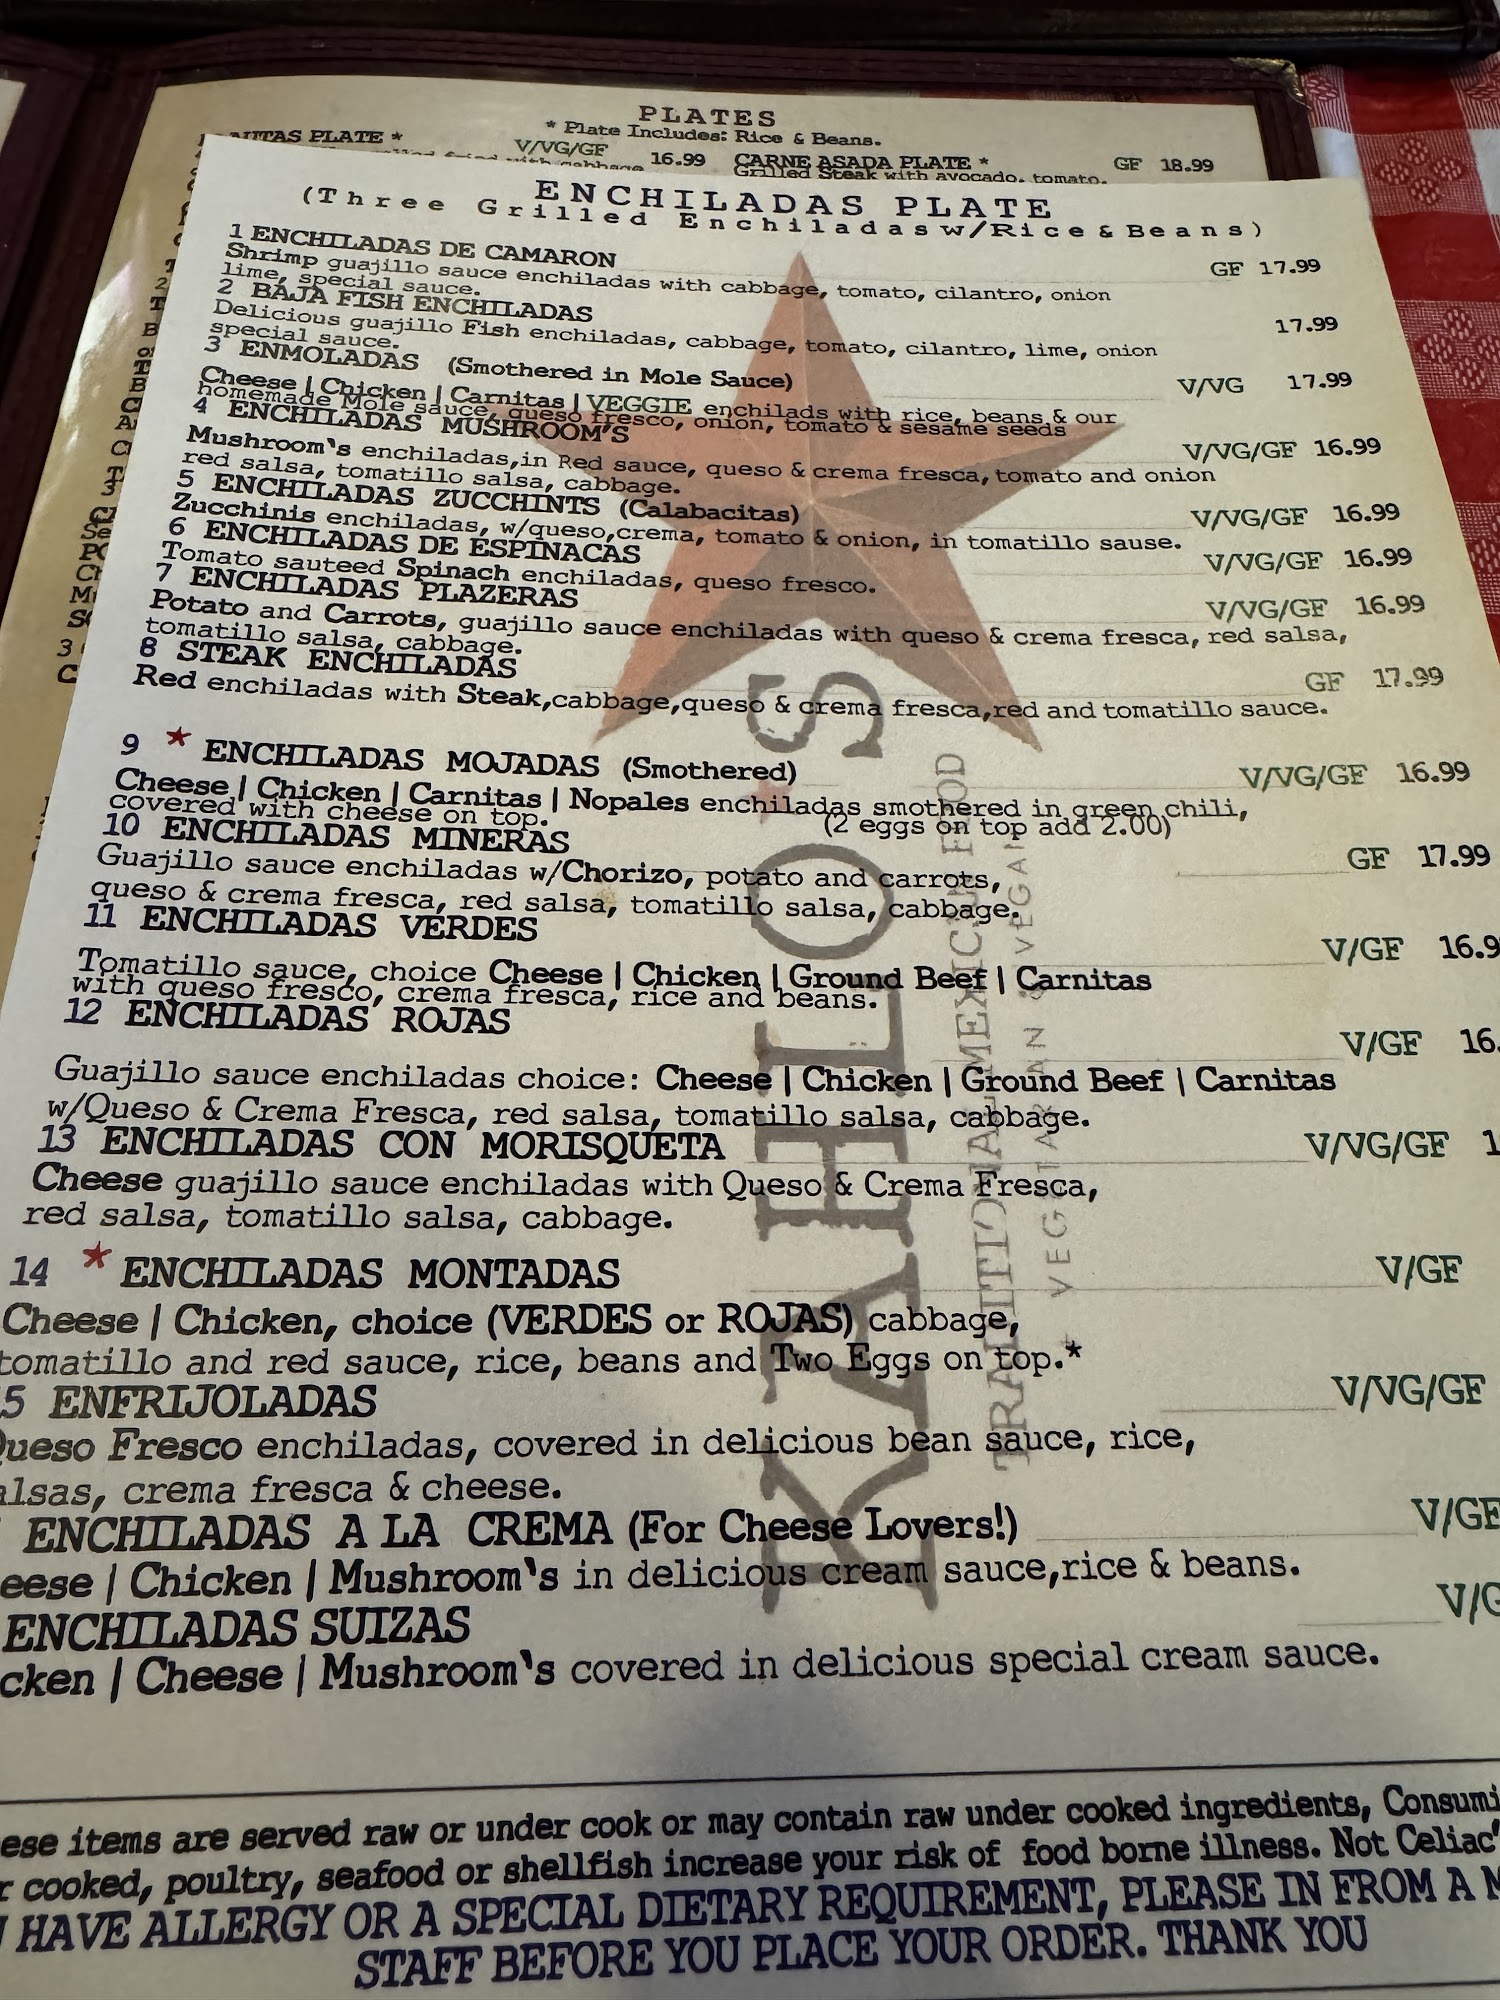 PLATES
* Plate Includes: Rice & Beans.
PLATE * V/VG/GF 16.99 CARNE ASADA PLATE * GF 18.99
with cabbage Grilled Steak with avocado, tomato,
ENCHILADAS PLATE
(Three Grilled Enchiladas w/Rice & Beans)
1 ENCHILADAS DE CAMARON GF 17.99
Shrimp guajillo sauce enchiladas with cabbage, tomato, cilantro, onion
lime, special sauce.
2 BAJA FISH ENCHILADAS 17.99
Delicious guajillo Fish enchiladas, cabbage, tomato, cilantro, lime, onion
special sauce.
3 ENMOLADAS (Smothered in Mole Sauce) V/VG 17.99
Cheese | Chicken | Carnitas | VEGGIE enchilads with rice, beans & our
homemade Mole sauce, queso fresco, onion, tomato & sesame seeds
4 ENCHILADAS MUSHROOM'S V/VG/GF 16.99
Mushroom's enchiladas,in Red sauce, queso & crema fresca,tomato and onion
red salsa, tomatillo salsa, cabbage.
5 ENCHILADAS ZUCCHINTS (Calabacitas) V/VG/GF 16.99
Zucchinis enchiladas, w/queso,crema, tomato & onion, in tomatillo sause.
6 ENCHILADAS DE ESPINACAS V/VG/GF 16.99
Tomato sauteed Spinach enchiladas, queso fresco.
7 ENCHILADAS PLAZERAS V/VG/GF 16.99
Potato and Carrots, guajillo sauce enchiladas with queso & crema fresca, red salsa,
tomatillo salsa, cabbage.
8 STEAK ENCHILADAS GF 17.99
Red enchiladas with Steak,cabbage,queso & crema fresca,red and tomatillo sauce.
9 * ENCHILADAS MOJADAS (Smothered) V/VG/GF 16.99
Cheese | Chicken | Carnitas | Nopales enchiladas smothered in green chili,
covered with cheese on top. (2 eggs on top add 2.00)
10 ENCHILADAS MINERAS GF 17.99
Guajillo sauce enchiladas w/Chorizo, potato and carrots,
queso & crema fresca, red salsa, tomatillo salsa, cabbage.
11 ENCHILADAS VERDES V/GF 16.9
Tomatillo sauce, choice Cheese | Chicken | Ground Beef | Carnitas
with queso fresco, crema fresca, rice and beans.
12 ENCHILADAS ROJAS V/GF 16.
Guajillo sauce enchiladas choice: Cheese | Chicken | Ground Beef | Carnitas
w/Queso & Crema Fresca, red salsa, tomatillo salsa, cabbage.
13 ENCHILADAS CON MORISQUETA V/VG/GF 1
Cheese guajillo sauce enchiladas with Queso & Crema Fresca,
red salsa, tomatillo salsa, cabbage.
14 * ENCHILADAS MONTADAS V/GF
Cheese | Chicken, choice (VERDES or ROJAS) cabbage,
tomatillo and red sauce, rice, beans and Two Eggs on top.*
5 ENFRIJOLADAS V/VG/GF
Queso Fresco enchiladas, covered in delicious bean sauce, rice,
alsas, crema fresca & cheese.
ENCHILADAS A LA CREMA (For Cheese Lovers!) V/GF
eese | Chicken | Mushroom's in delicious cream sauce,rice & beans.
ENCHILADAS SUIZAS V/G
cken | Cheese | Mushroom's covered in delicious special cream sauce.
KAHLO'S
TRADITIONAL MEXICAN FOOD
VEGETARIAN & VEGAN
ese items are served raw or under cook or may contain raw under cooked ingredients, Consumi
r cooked, poultry, seafood or shellfish increase your risk of food borne illness. Not Celiac'
HAVE ALLERGY OR A SPECIAL DIETARY REQUIREMENT, PLEASE IN FROM A M
STAFF BEFORE YOU PLACE YOUR ORDER. THANK YOU